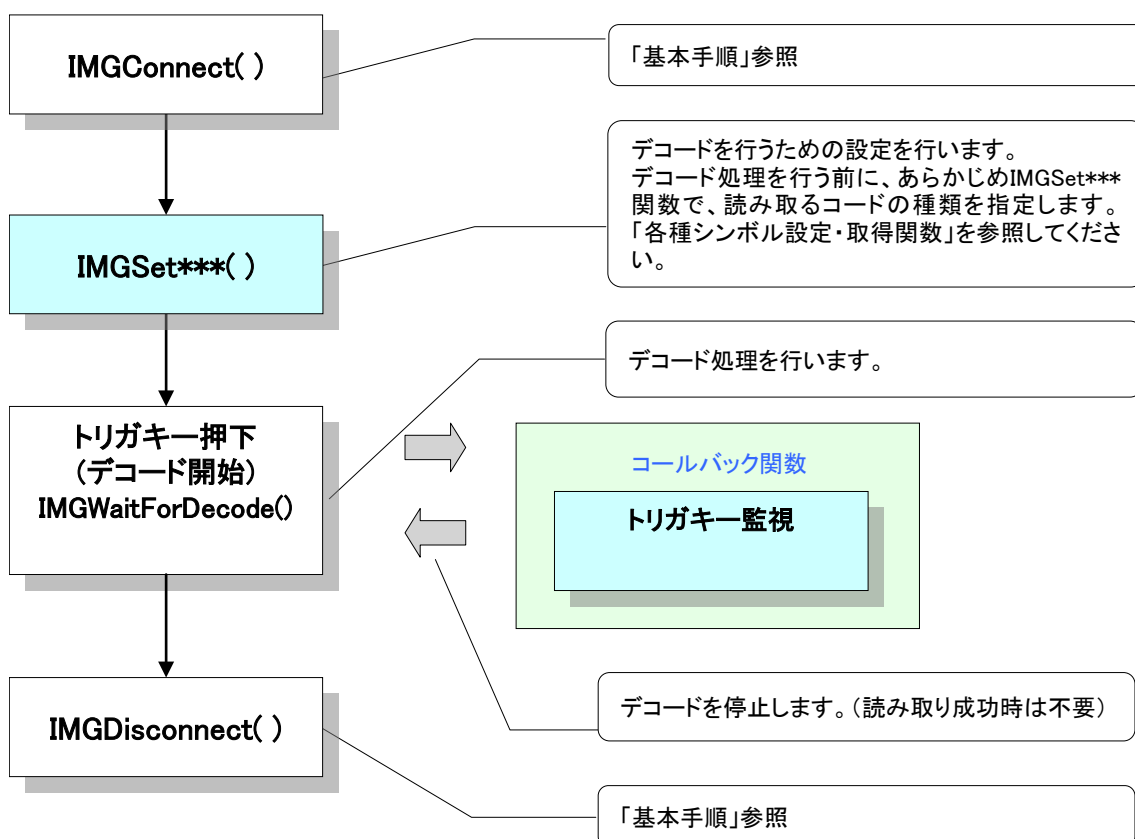 IMGConnect( )
「基本手順」参照
デコードを行うための設定を行います。
デコード処理を行う前に、あらかじめIMGSet***
関数で、読み取るコードの種類を指定します。
「各種シンボル設定・取得関数」を参照してくださ
い。
IMGSet***( )
デコード処理を行います。
トリガキー押下
(デコード開始)
IMGWaitForDecode()
コールバック関数
トリガキー監視
デコードを停止します。(読み取り成功時は不要)
IMGDisconnect( )
「基本手順」参照